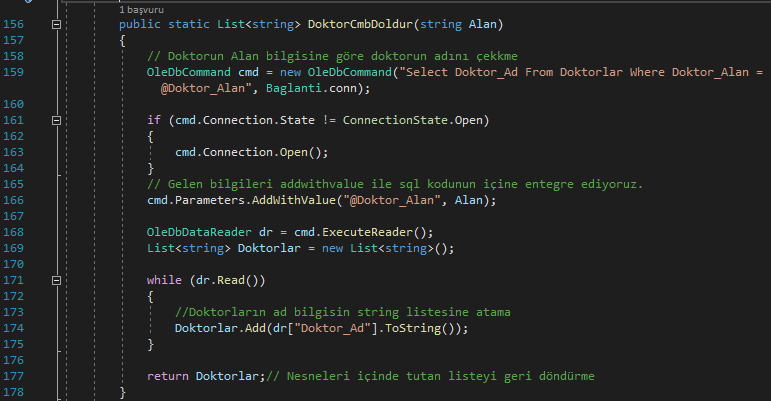 1 başvuru
156 public static List<string> DoktorCmbDoldur(string Alan)
157 {
158 // Doktorun Alan bilgisine göre doktorun adını çekkme
159 OleDbCommand cmd = new OleDbCommand("Select Doktor_Ad From Doktorlar Where Doktor_Alan =
@Doktor_Alan", Baglanti.conn);
160
161 if (cmd.Connection.State != ConnectionState.Open)
162 {
163 cmd.Connection.Open();
164 }
165 // Gelen bilgileri addwithvalue ile sql kodunun içine entegre ediyoruz.
166 cmd.Parameters.AddWithValue("@Doktor_Alan", Alan);
167
168 OleDbDataReader dr = cmd.ExecuteReader();
169 List<string> Doktorlar = new List<string>();
170
171 while (dr.Read())
172 {
173 //Doktorların ad bilgisin string listesine atama
174 Doktorlar.Add(dr["Doktor_Ad"].ToString());
175 }
176
177 return Doktorlar;// Nesneleri içinde tutan listeyi geri döndürme
178 }